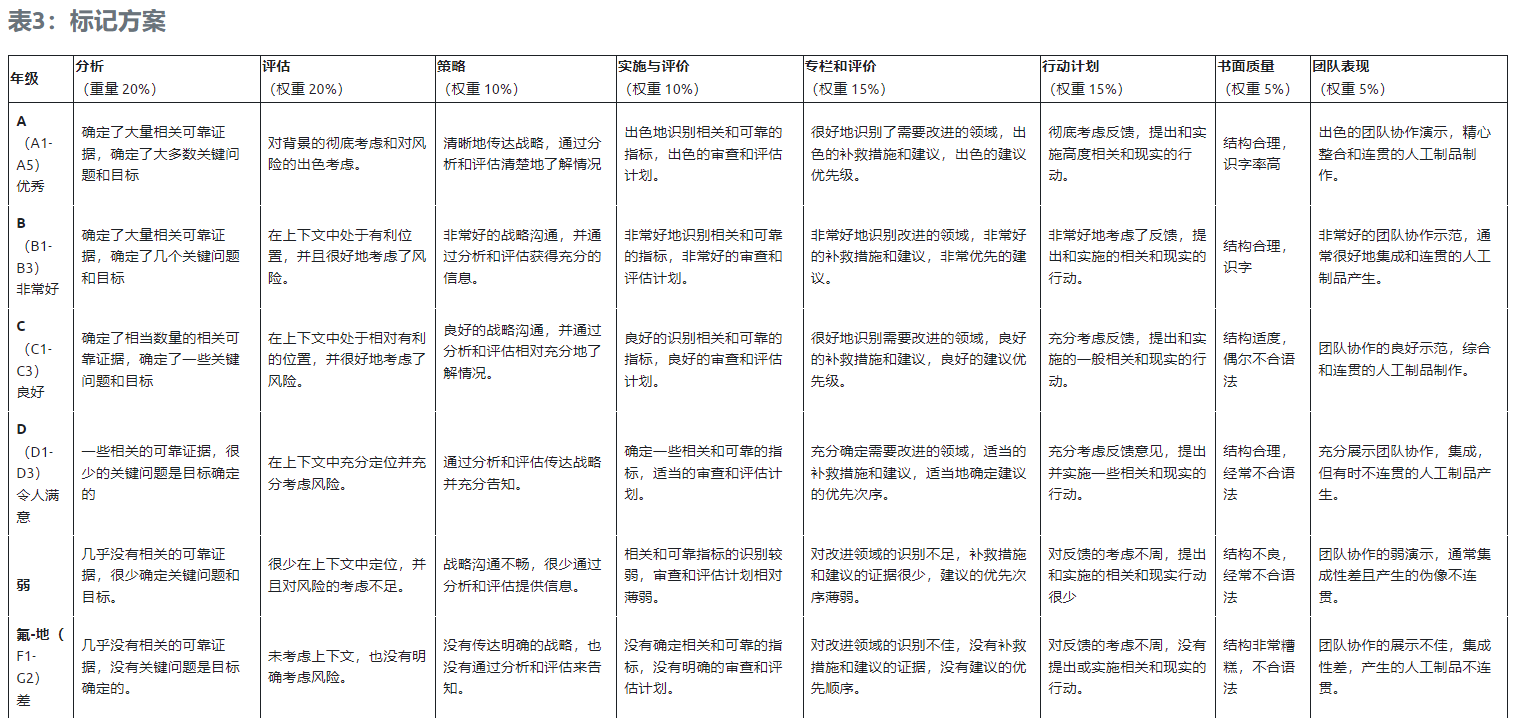 表3：标记方案
年级
分析
（重量 20%）
评估
（权重 20%）
策略
（权重 10%）
实施与评价
（权重 10%）
专栏和评价
（权重 15%）
行动计划
（权重 15%）
书面质量
（权重 5%）
团队表现
（权重 5%）
A
（A1-
A5）
优秀
确定了大量相关可靠证
据，确定了大多数关键问
题和目标
对背景的彻底考虑和对风
险的出色考虑。
清晰地传达战略，通过分
析和评估清楚地了解情况
出色地识别相关和可靠的
指标，出色的审查和评估
计划。
很好地识别了需要改进的领域，出
色的补救措施和建议，出色的建议
优先级。
彻底考虑反馈，提出和实
施高度相关和现实的行
动。
结构合理，
识字率高
出色的团队协作演示，精心
整合和连贯的人工制品制
作。
B
（B1-
B3）
非常好
确定了大量相关可靠证
据，确定了几个关键问题
和目标
在上下文中处于有利位
置，并且很好地考虑了风
险。
非常好的战略沟通，并通
过分析和评估获得充分的
信息。
非常好地识别相关和可靠
的指标，非常好的审查和
评估计划。
非常好地识别改进的领域，非常好
的补救措施和建议，非常优先的建
议。
非常好地考虑了反馈，提
出和实施的相关和现实的
行动。
结构合理，
识字
非常好的团队协作示范，通
常很好地集成和连贯的人工
制品产生。
C
（C1-
C3）
良好
确定了相当数量的相关可
靠证据，确定了一些关键
问题和目标
在上下文中处于相对有利
的位置，并很好地考虑了
风险。
良好的战略沟通，并通过
分析和评估相对充分地了
解情况。
良好的识别相关和可靠的
指标，良好的审查和评估
计划。
很好地识别需要改进的领域，良好
的补救措施和建议，良好的建议优
先级。
充分考虑反馈，提出和实
施的一般相关和现实的行
动。
结构适度，
偶尔不合语
法
团队协作的良好示范，综合
和连贯的人工制品制作。
D
（D1-
D3）
令人满
意
一些相关的可靠证据，很
少的关键问题是目标确定
的
在上下文中充分定位并充
分考虑风险。
通过分析和评估传达战略
并充分告知。
确定一些相关和可靠的指
标，适当的审查和评估计
划。
充分确定需要改进的领域，适当的
补救措施和建议，适当地确定建议
的优先次序。
充分考虑反馈意见，提出
并实施一些相关和现实的
行动。
结构合理，
经常不合语
法
充分展示团队协作，集成，
但有时不连贯的人工制品产
生。
弱
几乎没有相关的可靠证
据，很少确定关键问题和
目标。
很少在上下文中定位，并
且对风险的考虑不足。
战略沟通不畅，很少通过
分析和评估提供信息。
相关和可靠指标的识别较
弱，审查和评估计划相对
薄弱。
对改进领域的识别不足，补救措施
和建议的证据很少，建议的优先次
序薄弱。
对反馈的考虑不周，提出
和实施的相关和现实行动
很少
结构不良，
经常不合语
法
团队协作的弱演示，通常集
成性差且产生的伪像不连
贯。
氟-地（
F1-
G2）
差
几乎没有相关的可靠证
据，没有关键问题是目标
确定的。
未考虑上下文，也没有明
确考虑风险。
没有传达明确的战略，也
没有通过分析和评估来告
知。
没有确定相关和可靠的指
标，没有明确的审查和评
估计划。
对改进领域的识别不佳，没有补救
措施和建议的证据，没有建议的优
先顺序。
对反馈的考虑不周，没有
提出或实施相关和现实的
行动。
结构非常糟
糕，不合语
法
团队协作的展示不佳，集成
性差，产生的人工制品不连
贯。